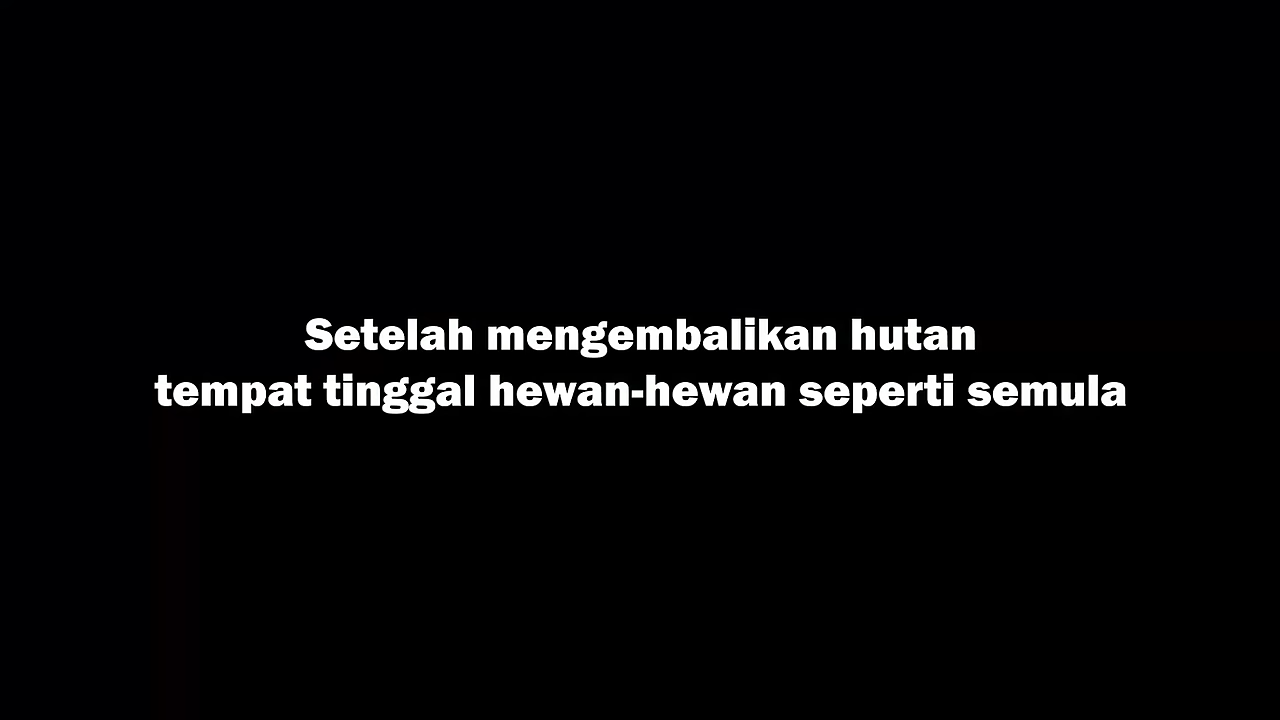 Setelah mengembalikan hutan
tempat tinggal hewan-hewan seperti semula